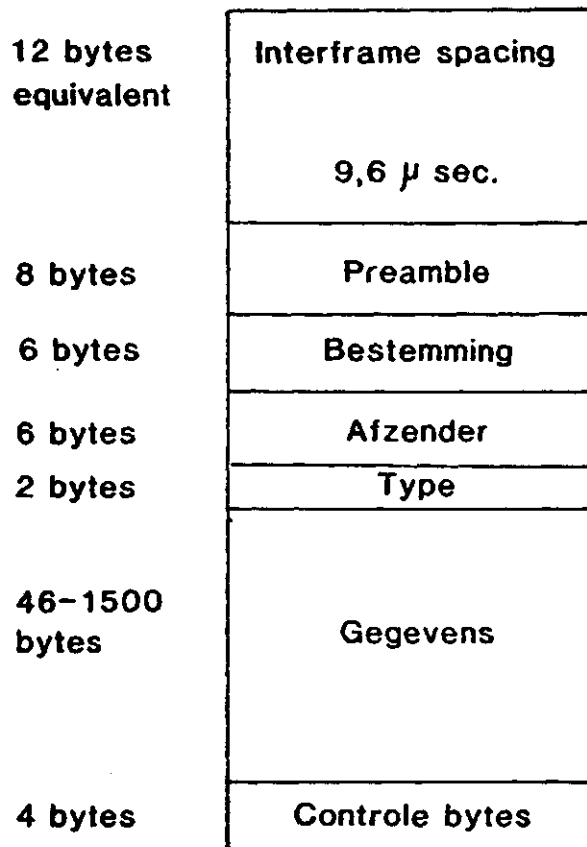 12 bytes
equivalent
Interframe spacing
9,6 µ sec.
8 bytes
Preamble
6 bytes
Bestemming
6 bytes
Afzender
2 bytes
Type
46-1500
bytes
Gegevens
4 bytes
Controle bytes